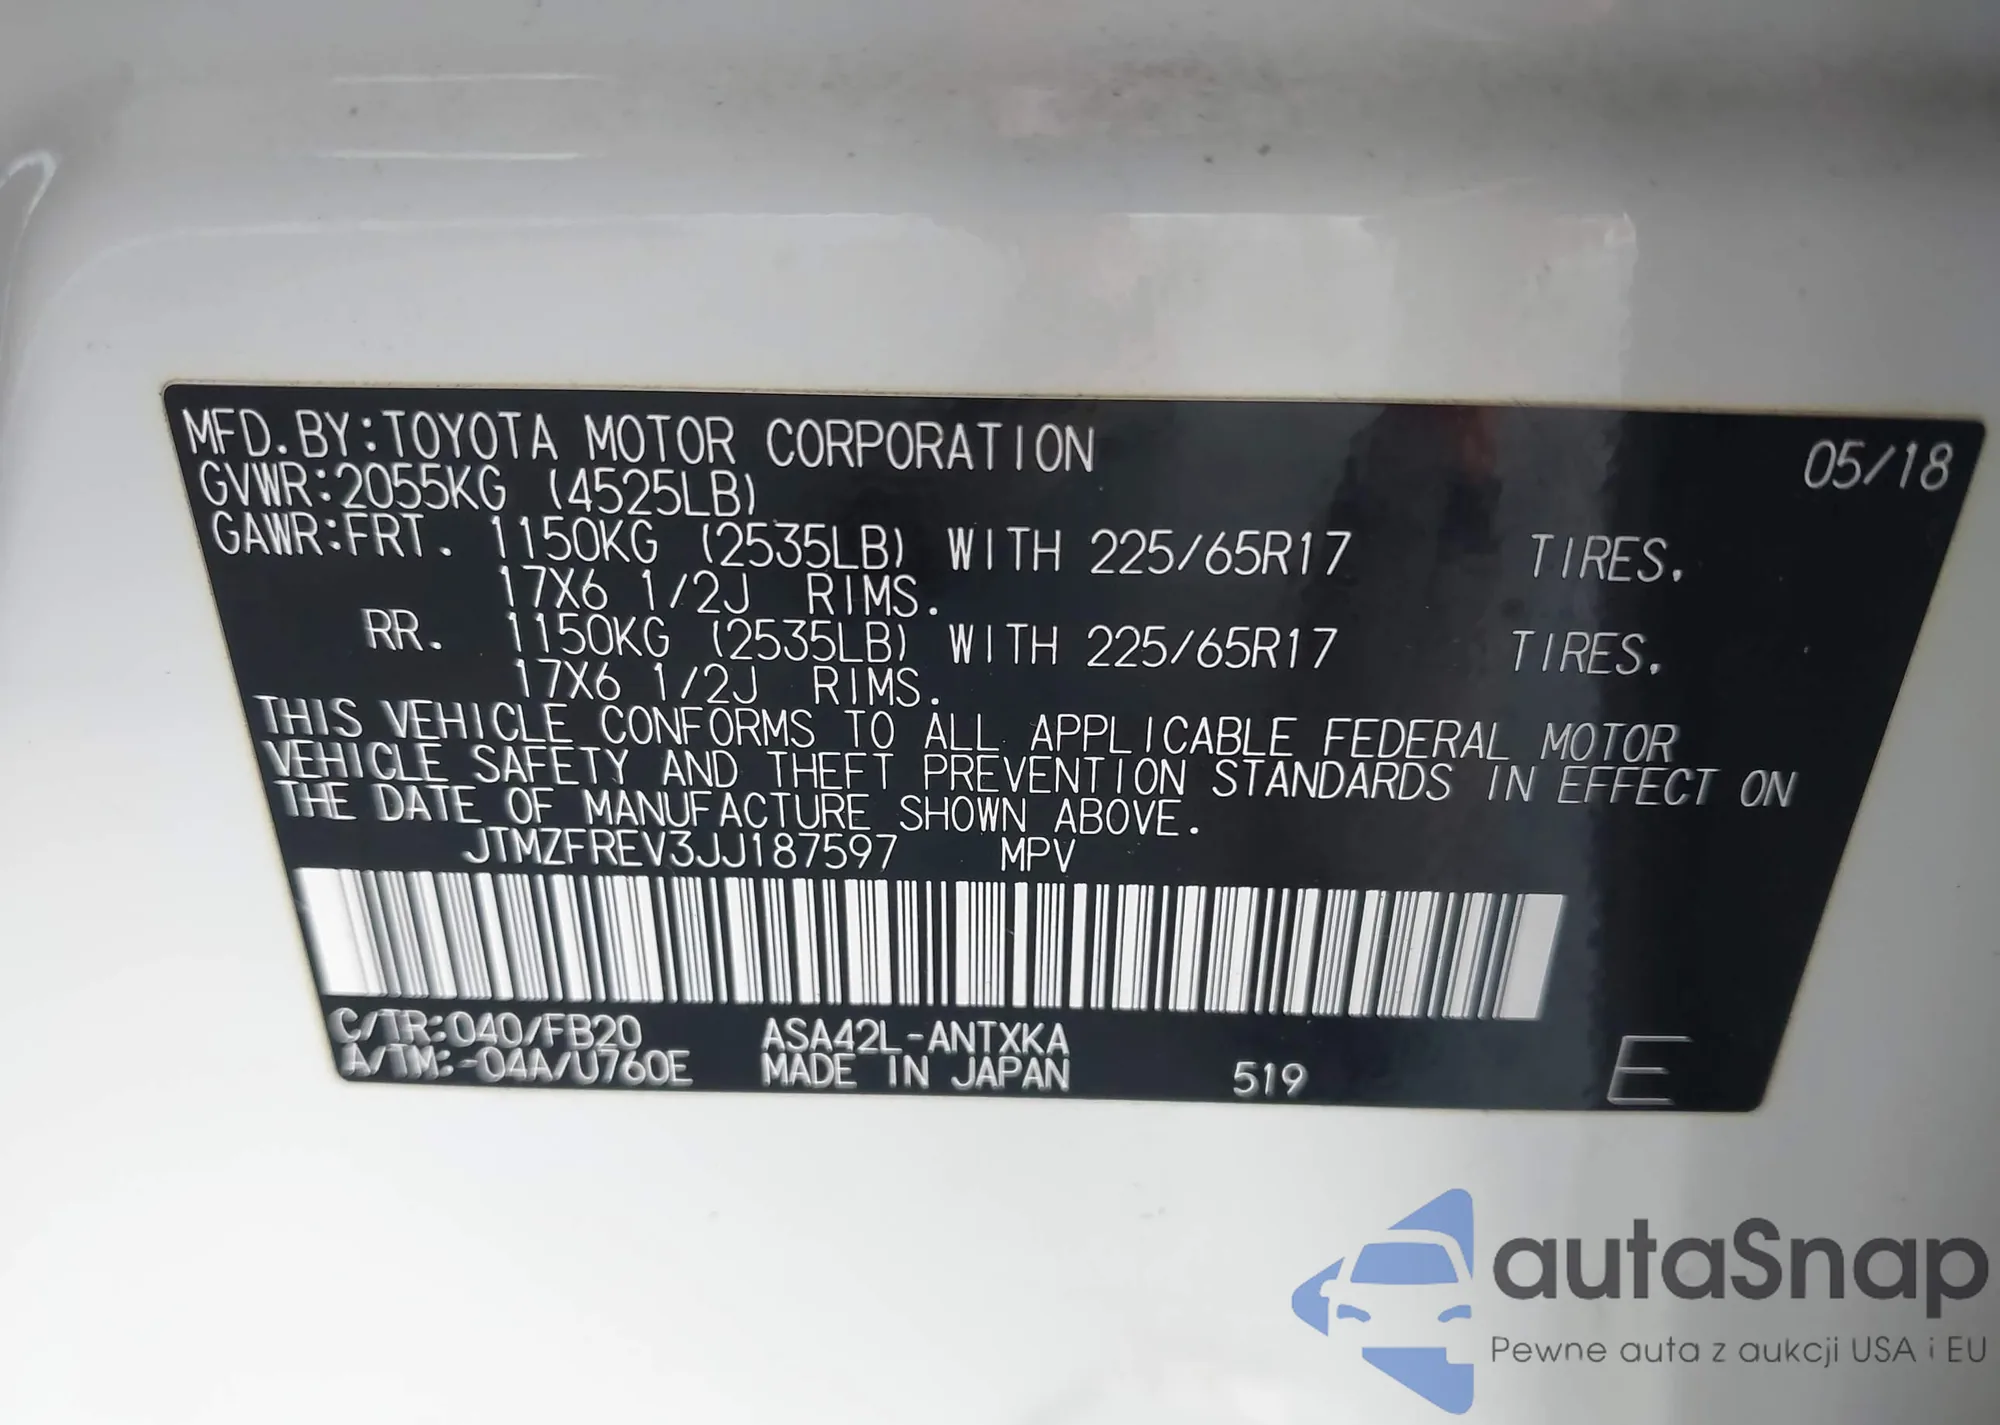 MFD.BY:TOYOTA MOTOR CORPORATION 05/18
GVWR:2055KG (4525LB)
GAWR:FRT. 1150KG (2535LB) WITH 225/65R17 TIRES.
17X6 1/2J RIMS.
RR. 1150KG (2535LB) WITH 225/65R17 TIRES.
17X6 1/2J RIMS.
THIS VEHICLE CONFORMS TO ALL APPLICABLE FEDERAL MOTOR
VEHICLE SAFETY AND THEFT PREVENTION STANDARDS IN EFFECT ON
THE DATE OF MANUFACTURE SHOWN ABOVE.
JTMZFREV3JJ187597 MPV
C/TR:040/FB20 ASA42L-ANTXKA
A/TM:-04A/U760E MADE IN JAPAN 519 E
autaSnap
Pewne auta z aukcji USA i EU